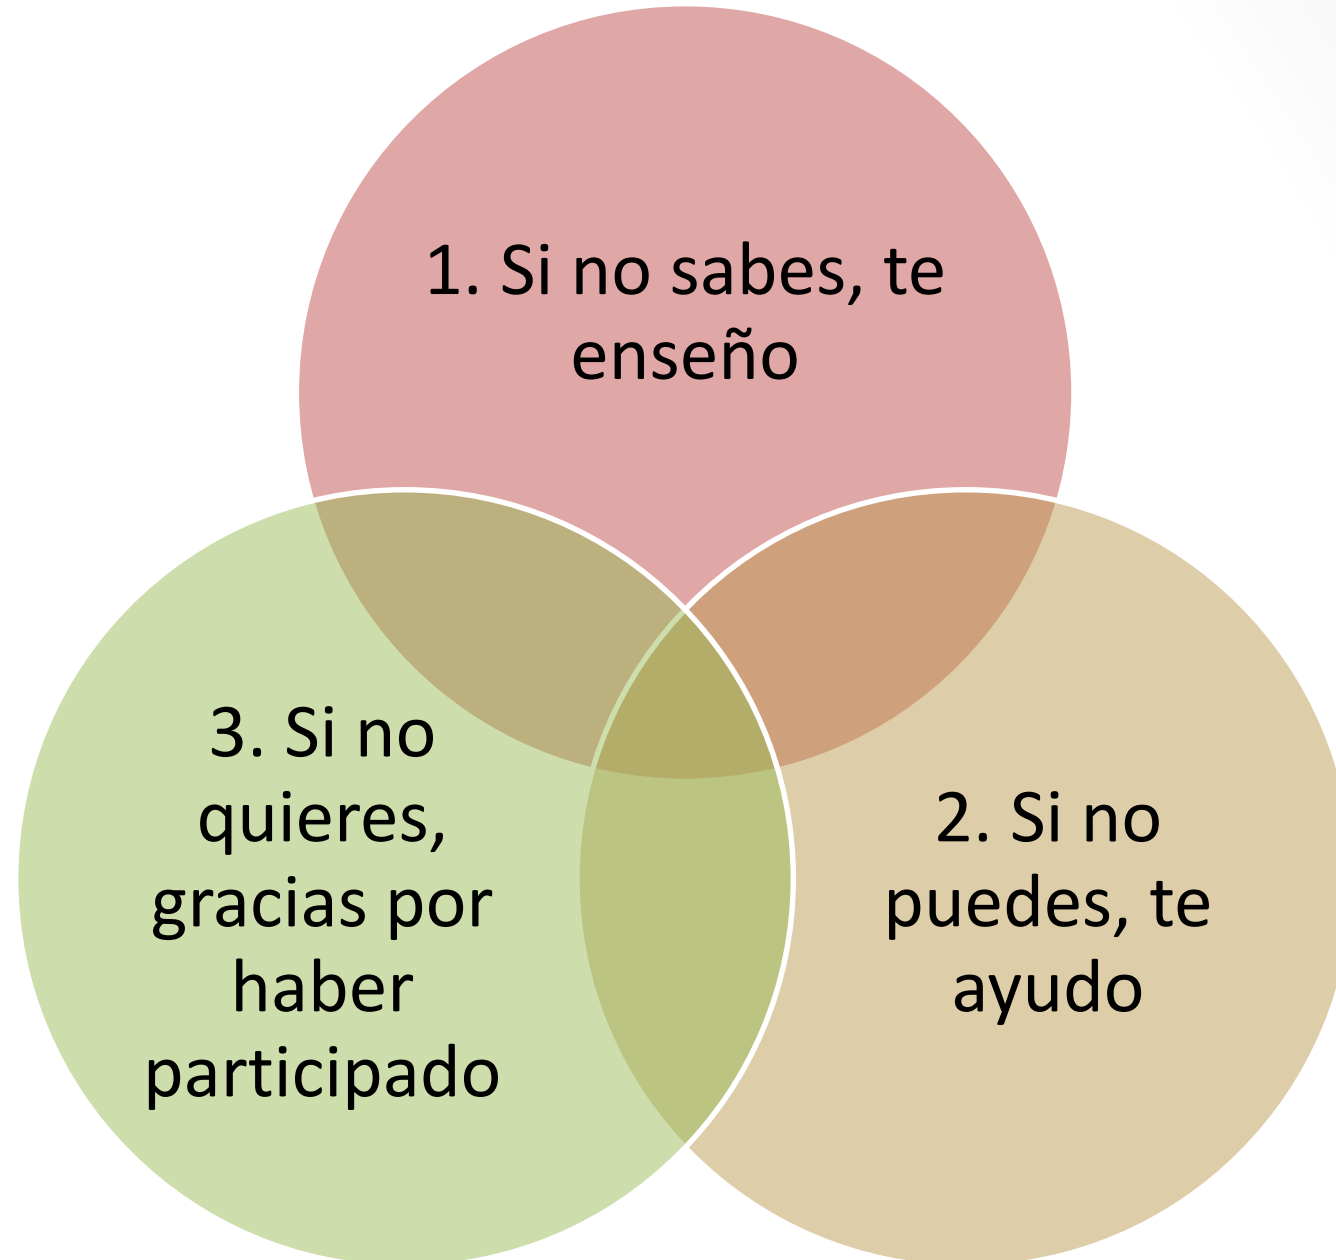 1. Si no sabes, te
enseño
2. Si no
puedes, te
ayudo
3. Si no
quieres,
gracias por
haber
participado